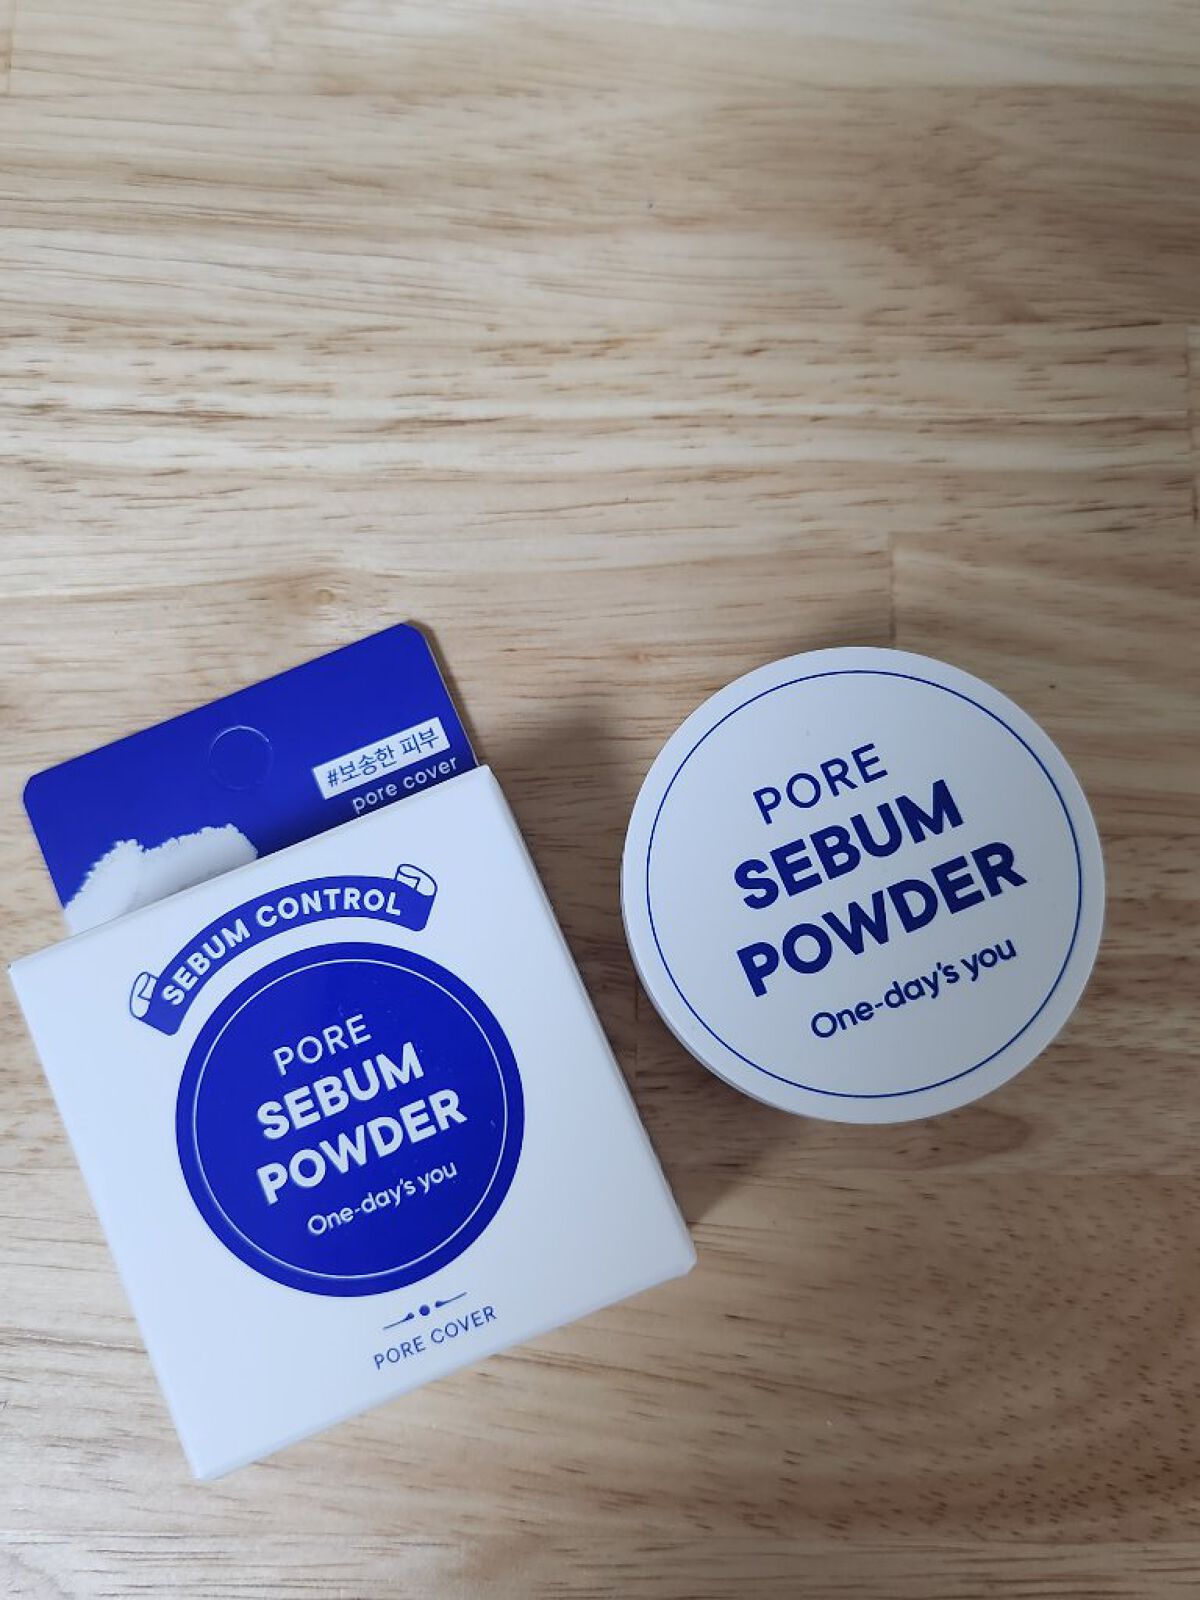 #보송한 피부
pore cover
SEBUM CONTROL
PORE
SEBUM
POWDER
One-day's you
PORE COVER
PORE
SEBUM
POWDER
One-day's you